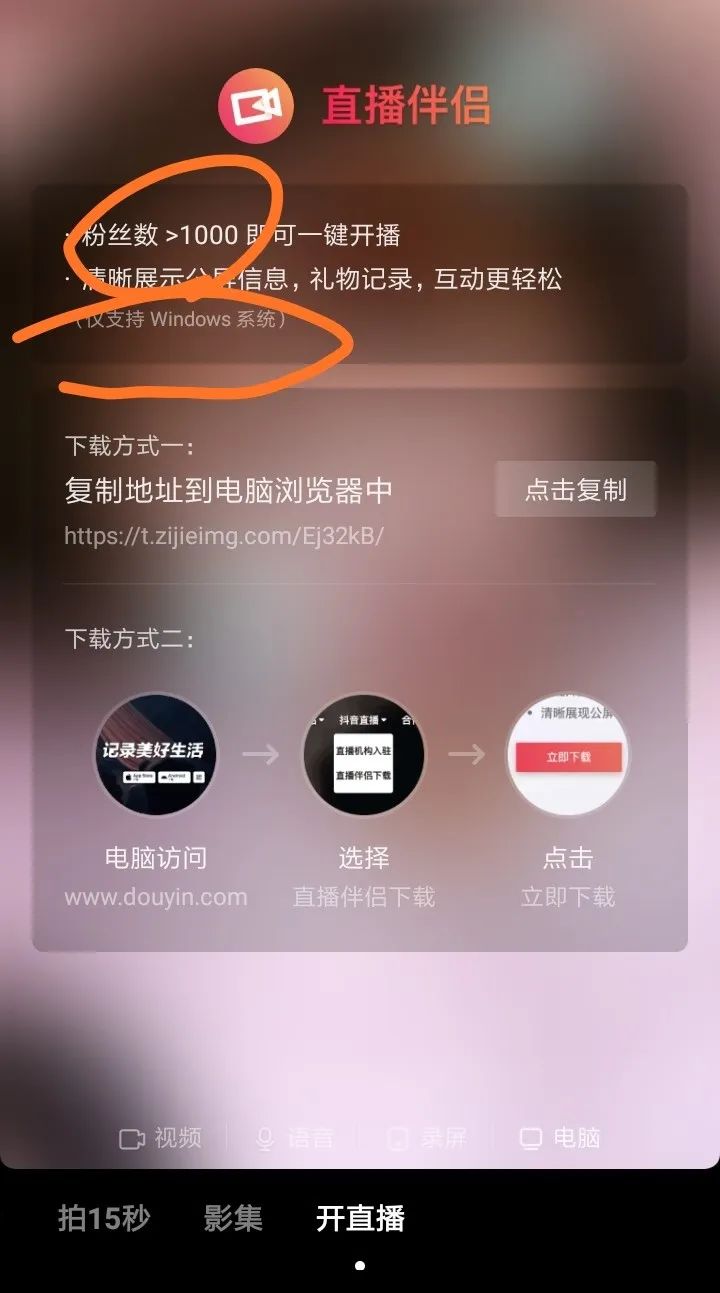 直播伴侣
· 粉丝数 >1000 即可一键开播
· 清晰展示公屏信息，礼物记录，互动更轻松
（仅支持 Windows 系统）
下载方式一：
复制地址到电脑浏览器中
点击复制
https://t.zijieimg.com/Ej32kB/
下载方式二：
记录美好生活
App Store
Android
抖音直播
直播机构入驻
直播伴侣下载
• 清晰展现公屏
立即下载
电脑访问
选择
点击
www.douyin.com
直播伴侣下载
立即下载
视频
语音
录屏
电脑
拍15秒
影集
开直播